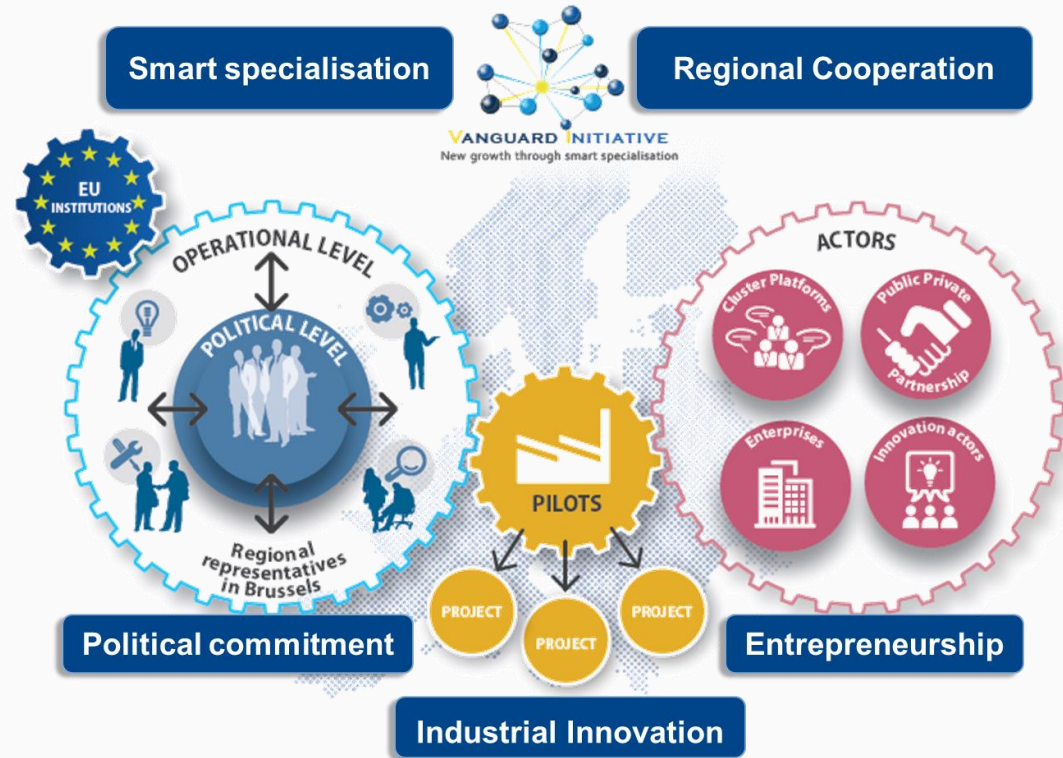 Smart specialisation
Regional Cooperation
VANGUARD INITIATIVE
New growth through smart specialisation
EU
INSTITUTIONS
OPERATIONAL LEVEL
POLITICAL LEVEL
Regional
representatives
in Brussels
ACTORS
Cluster Platforms
Public Private
Partnership
Enterprises
Innovation actors
PILOTS
PROJECT
PROJECT
PROJECT
Political commitment
Entrepreneurship
Industrial Innovation